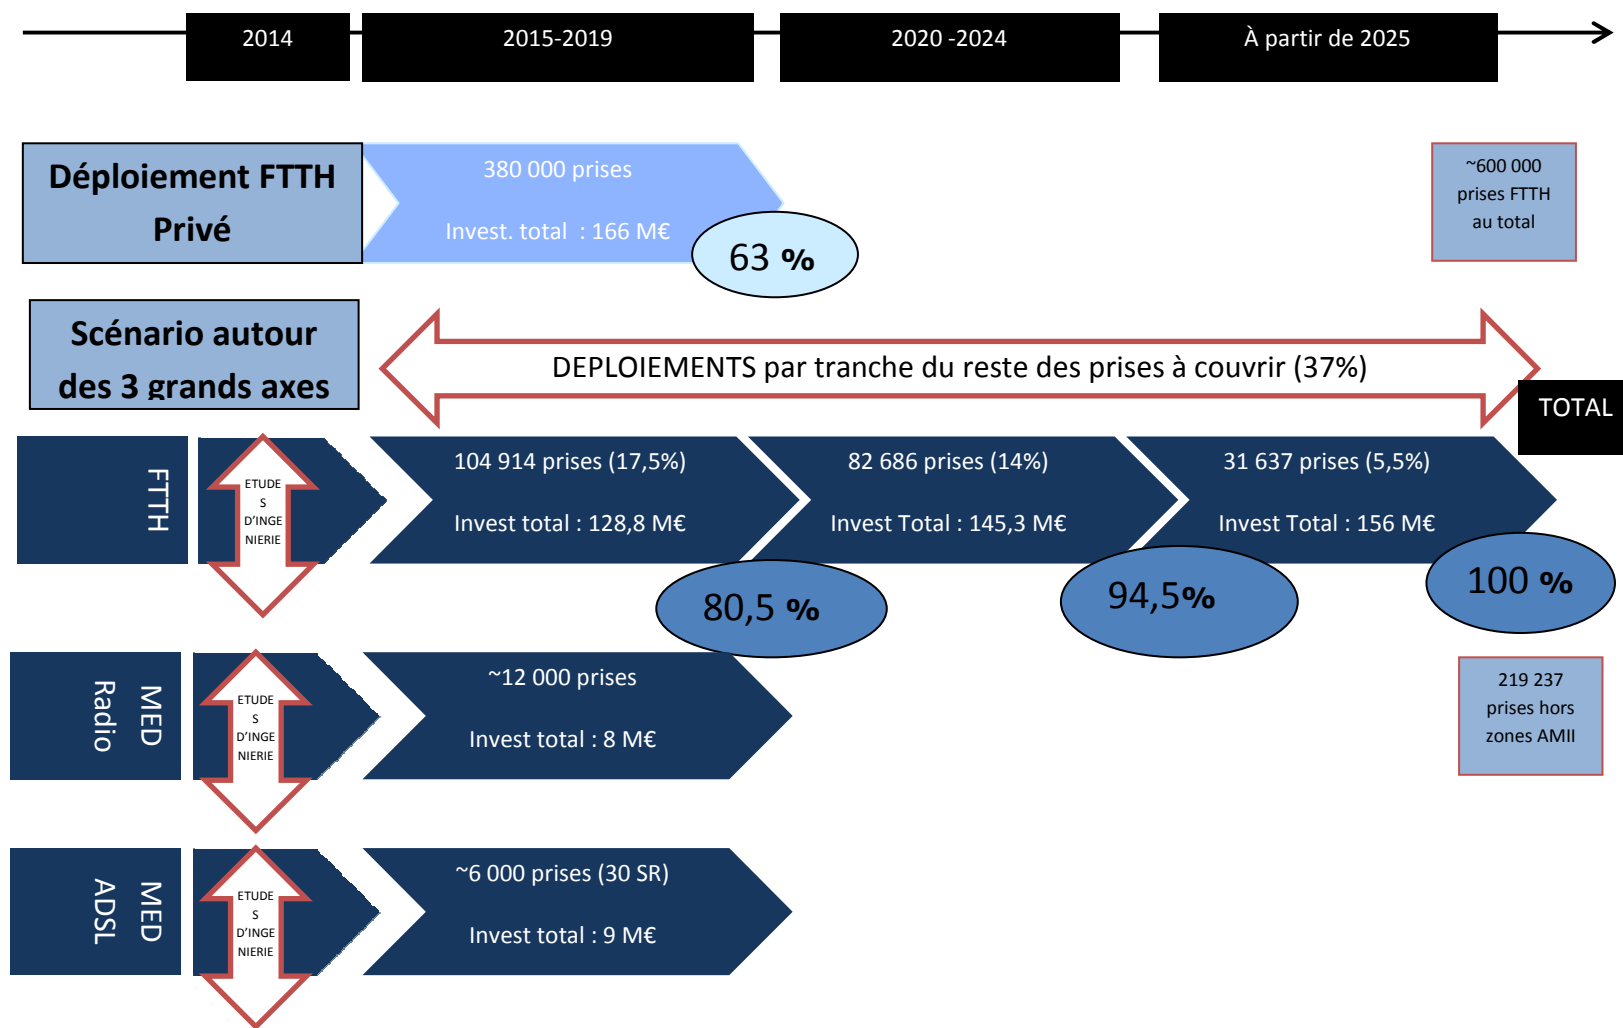 2014
2015-2019
2020 -2024
À partir de 2025
Déploiement FTTH
Privé
380 000 prises
Invest. total : 166 M€
63 %
~600 000
prises FTTH
au total
Scénario autour
des 3 grands axes
DEPLOIEMENTS par tranche du reste des prises à couvrir (37%)
TOTAL
FTTH
ETUDE
S
D'INGE
NIERIE
104 914 prises (17,5%)
Invest total : 128,8 M€
82 686 prises (14%)
Invest Total : 145,3 M€
31 637 prises (5,5%)
Invest Total : 156 M€
80,5 %
94,5%
100 %
MED
Radio
ETUDE
S
D'INGE
NIERIE
~12 000 prises
Invest total : 8 M€
219 237
prises hors
zones AMII
MED
ADSL
ETUDE
S
D'INGE
NIERIE
~6 000 prises (30 SR)
Invest total : 9 M€